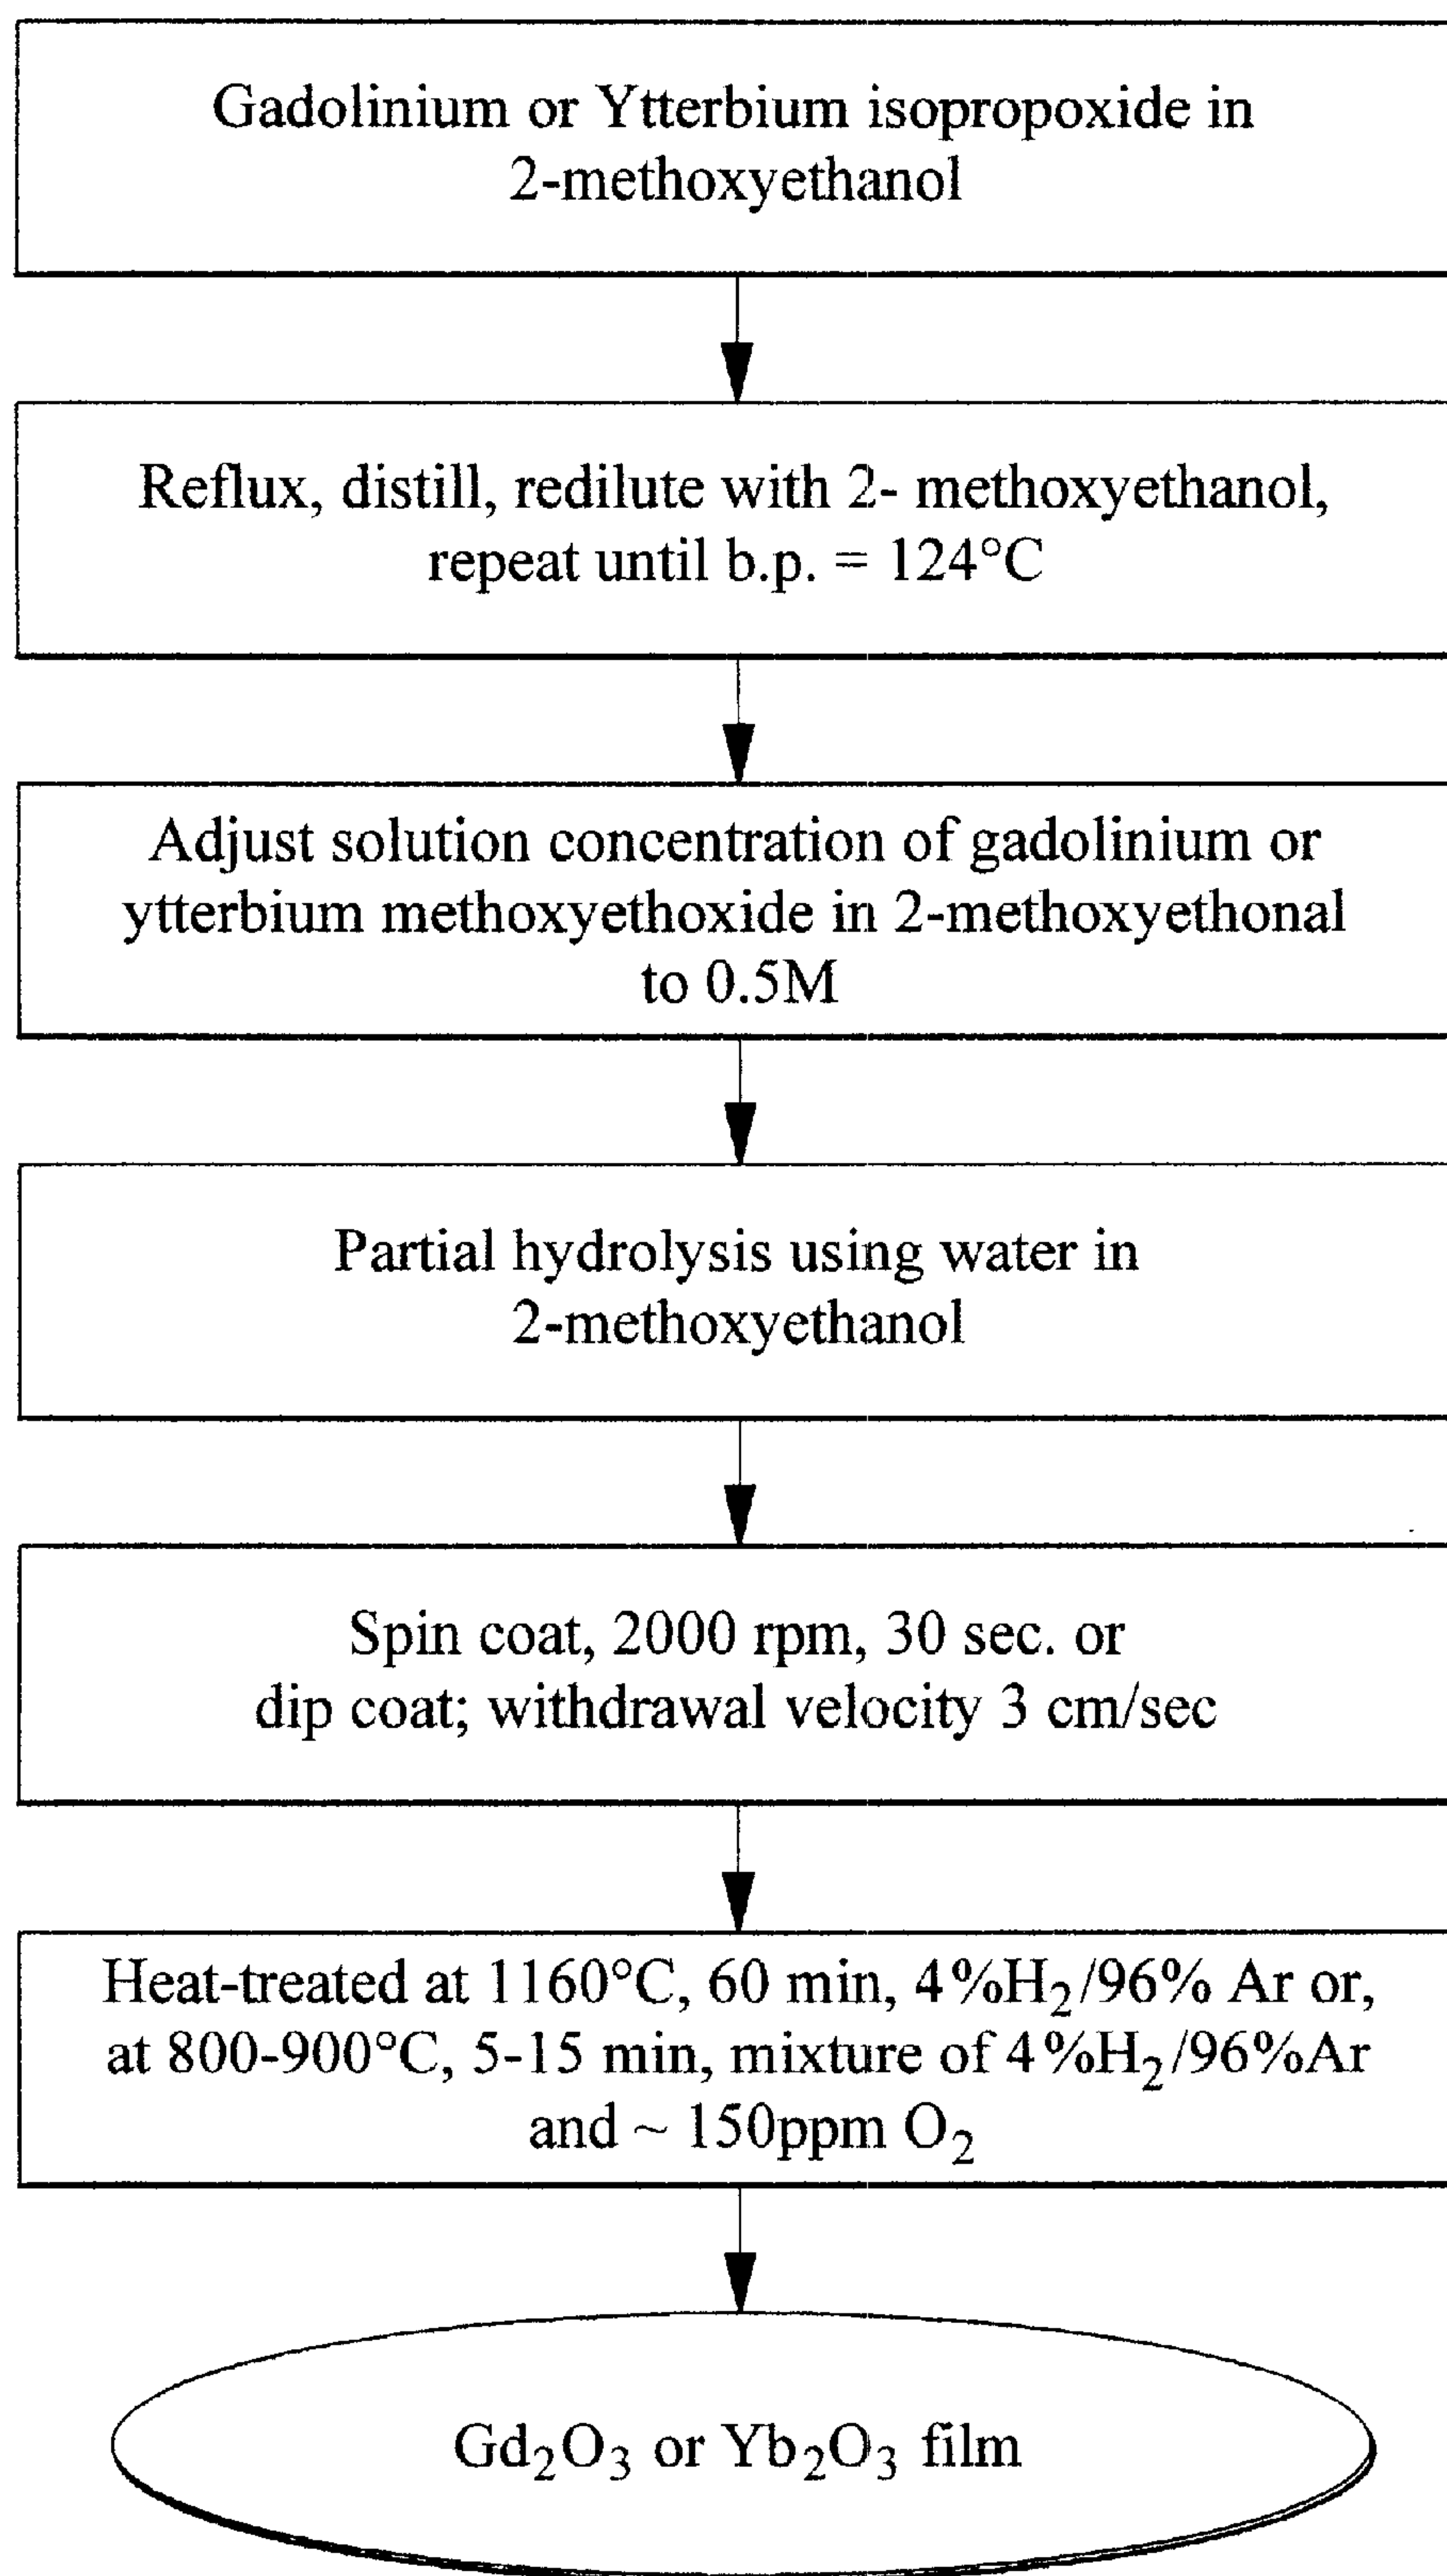 Gadolinium or Ytterbium isopropoxide in
2-methoxyethanol
Reflux, distill, redilute with 2- methoxyethanol,
repeat until b.p. = 124°C
Adjust solution concentration of gadolinium or
ytterbium methoxyethoxide in 2-methoxyethonal
to 0.5M
Partial hydrolysis using water in
2-methoxyethanol
Spin coat, 2000 rpm, 30 sec. or
dip coat; withdrawal velocity 3 cm/sec
Heat-treated at 1160°C, 60 min, 4%H₂/96% Ar or,
at 800-900°C, 5-15 min, mixture of 4%H₂/96%Ar
and ~ 150ppm O₂
Gd₂O₃ or Yb₂O₃ film